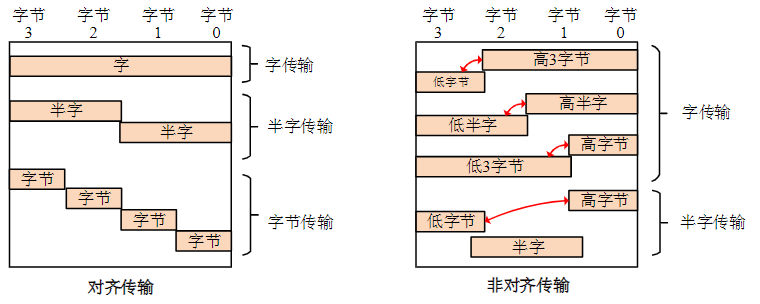 字节 字节 字节 字节
3 2 1 0
字
字传输
半字
半字
半字传输
字节
字节
字节
字节
字节传输
对齐传输
字节 字节 字节 字节
3 2 1 0
高3字节
低字节
高半字
低半字
字传输
高字节
低3字节
高字节
低字节
半字传输
半字
非对齐传输